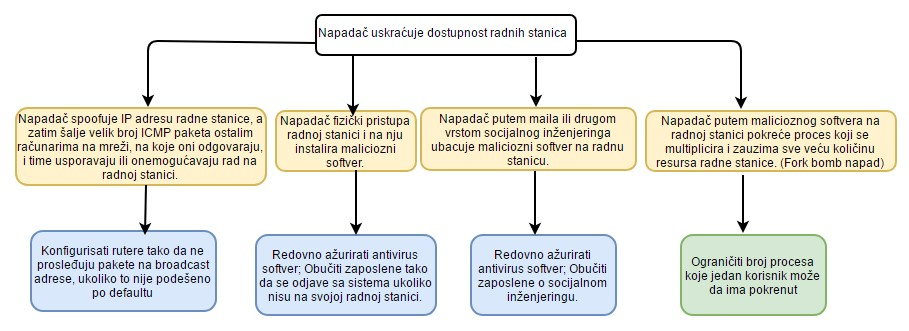 Napadač uskraćuje dostupnost radnih stanica
Napadač spoofuje IP adresu radne stanice, a
zatim šalje velik broj ICMP paketa ostalim
računarima na mreži, na koje oni odgovaraju,
i time usporavaju ili onemogućavaju rad na
radnoj stanici.
Napadač fizički pristupa
radnoj stanici i na nju
instalira maliciozni
softver.
Napadač putem maila ili drugom
vrstom socijalnog inženjeringa
ubacuje maliciozni softver na radnu
stanicu.
Napadač putem malicioznog softvera na
radnoj stanici pokreće proces koji se
multiplicira i zauzima sve veću količinu
resursa radne stanice. (Fork bomb napad)
Konfigurisati rutere tako da ne
prosleđuju pakete na broadcast
adrese, ukoliko to nije podešeno
po defaultu
Redovno ažurirati antivirus
softver; Obučiti zaposlene tako
da se odjave sa sistema ukoliko
nisu na svojoj radnoj stanici.
Redovno ažurirati
antivirus softver; Obučiti
zaposlene o socijalnom
inženjeringu.
Ograničiti broj procesa
koje jedan korisnik može
da ima pokrenut